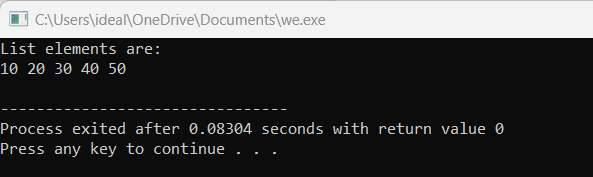 C:\Users\ideal\OneDrive\Documents\we.exe
List elements are:
10 20 30 40 50
--------------------------------
Process exited after 0.08304 seconds with return value 0
Press any key to continue . . .